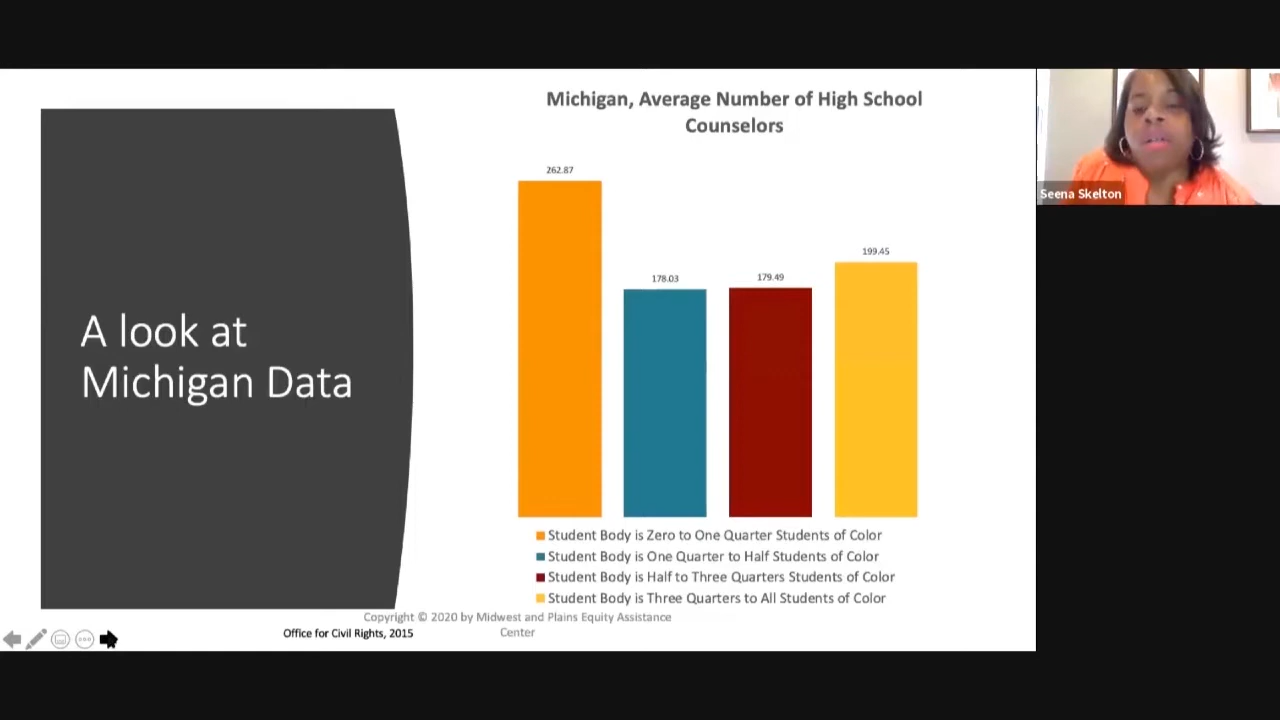 Michigan, Average Number of High School
Counselors
262.87
178.03
179.49
199.45
A look at
Michigan Data
Student Body is Zero to One Quarter Students of Color
Student Body is One Quarter to Half Students of Color
Student Body is Half to Three Quarters Students of Color
Student Body is Three Quarters to All Students of Color
Copyright © 2020 by Midwest and Plains Equity Assistance
Center
Office for Civil Rights, 2015
Seena Skelton